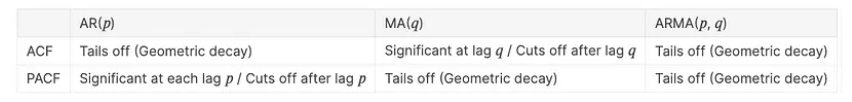 AR(p) MA(q) ARMA(p, q)
ACF Tails off (Geometric decay) Significant at lag q / Cuts off after lag q Tails off (Geometric decay)
PACF Significant at each lag p / Cuts off after lag p Tails off (Geometric decay) Tails off (Geometric decay)